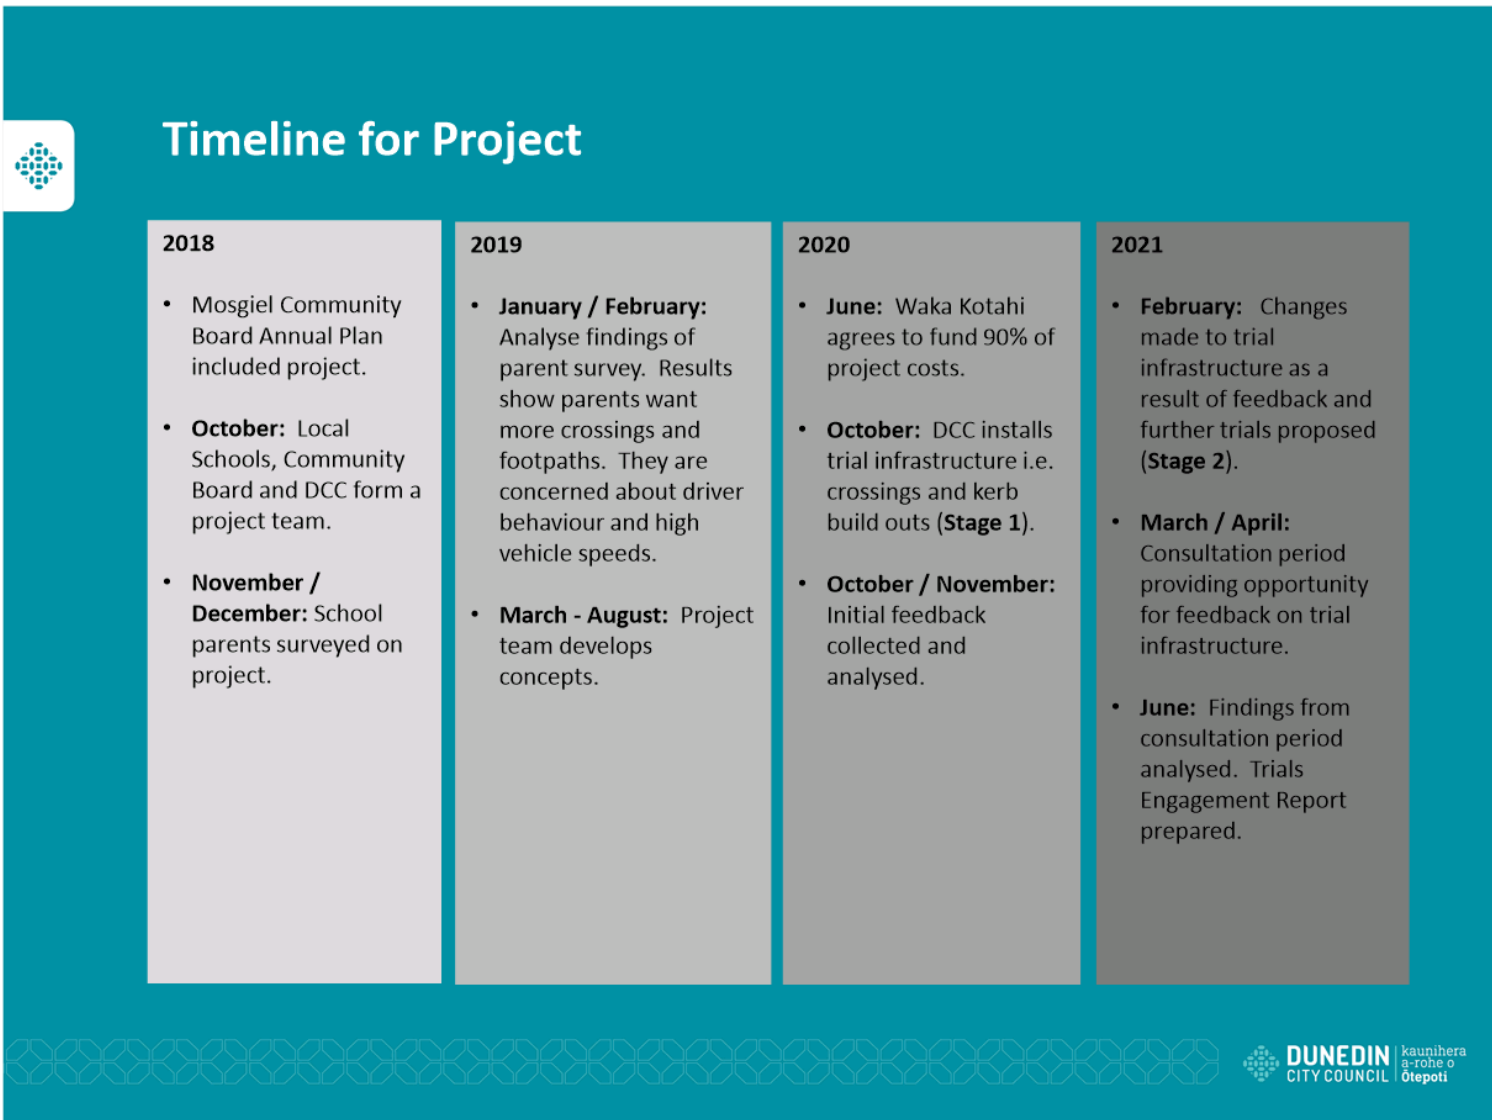 Timeline for Project
2018
• Mosgiel Community
Board Annual Plan
included project.
• October: Local
Schools, Community
Board and DCC form a
project team.
• November /
December: School
parents surveyed on
project.
2019
• January / February:
Analyse findings of
parent survey. Results
show parents want
more crossings and
footpaths. They are
concerned about driver
behaviour and high
vehicle speeds.
• March - August: Project
team develops
concepts.
2020
• June: Waka Kotahi
agrees to fund 90% of
project costs.
• October: DCC installs
trial infrastructure i.e.
crossings and kerb
build outs (Stage 1).
• October / November:
Initial feedback
collected and
analysed.
2021
• February: Changes
made to trial
infrastructure as a
result of feedback and
further trials proposed
(Stage 2).
• March / April:
Consultation period
providing opportunity
for feedback on trial
infrastructure.
• June: Findings from
consultation period
analysed. Trials
Engagement Report
prepared.
DUNEDIN
CITY COUNCIL
kaunihera
a-rohe o
Ōtepoti